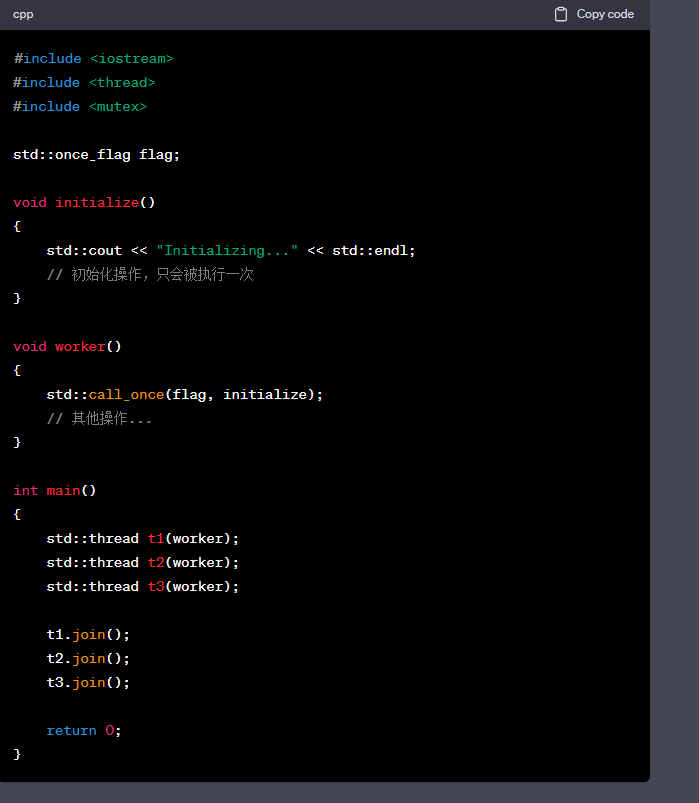 cpp
Copy code
#include <iostream>
#include <thread>
#include <mutex>

std::once_flag flag;

void initialize()
{
    std::cout << "Initializing..." << std::endl;
    // 初始化操作，只会被执行一次
}

void worker()
{
    std::call_once(flag, initialize);
    // 其他操作...
}

int main()
{
    std::thread t1(worker);
    std::thread t2(worker);
    std::thread t3(worker);

    t1.join();
    t2.join();
    t3.join();

    return 0;
}